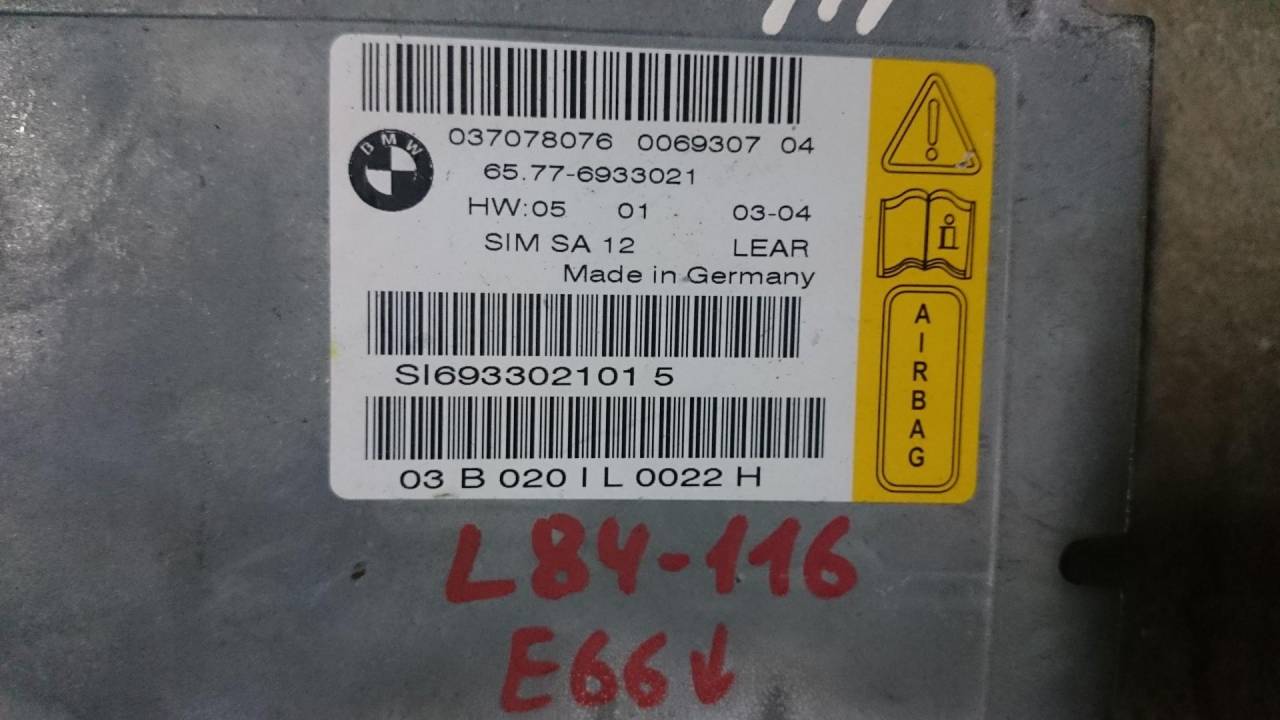 037078076 0069307 04
BMW
65.77-6933021
HW:05 01 03-04
SIM SA 12 LEAR
Made in Germany
SI693302101 5
03 B 020 I L 0022 H
AIRBAG
L84-116
E66↓